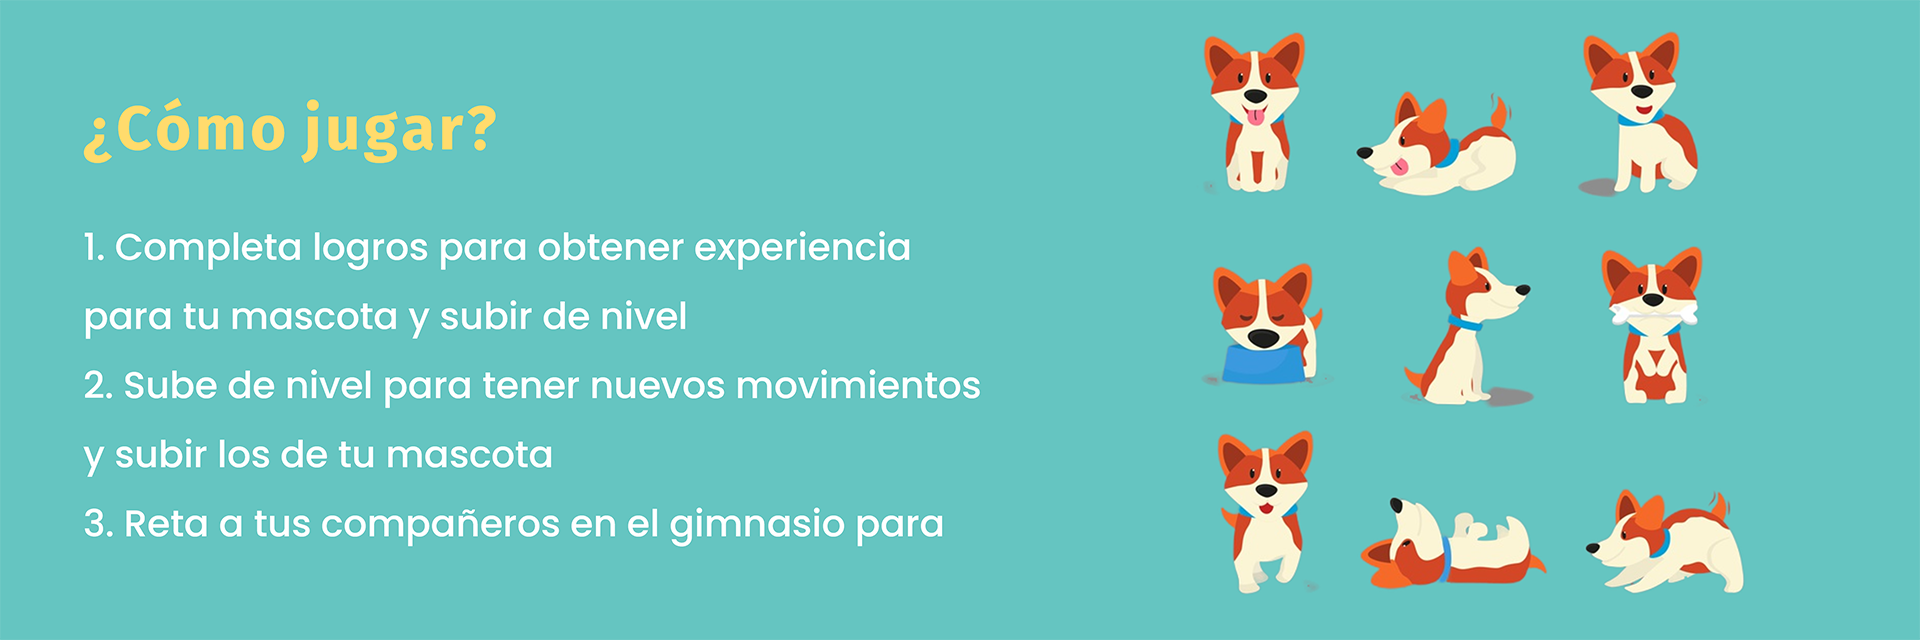 ¿Cómo jugar?
1. Completa logros para obtener experiencia
para tu mascota y subir de nivel
2. Sube de nivel para tener nuevos movimientos
y subir los de tu mascota
3. Reta a tus compañeros en el gimnasio para